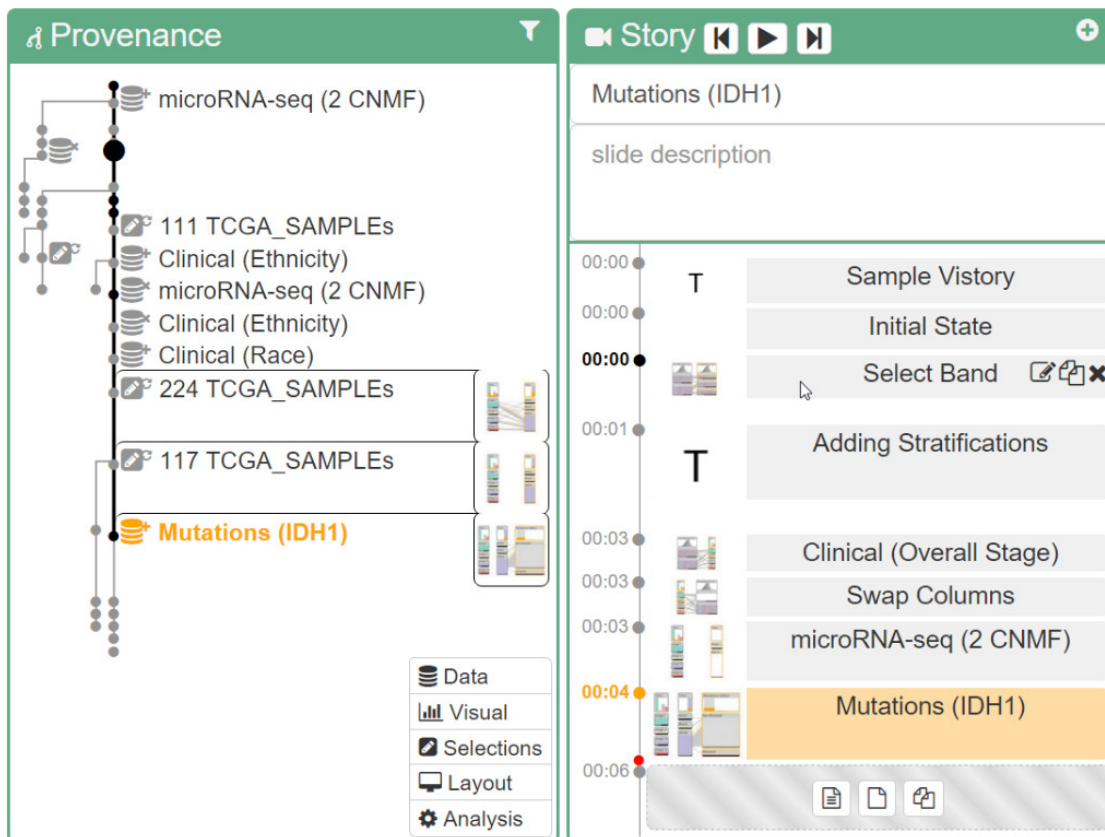 Provenance
microRNA-seq (2 CNMF)
111 TCGA_SAMPLEs
Clinical (Ethnicity)
microRNA-seq (2 CNMF)
Clinical (Ethnicity)
Clinical (Race)
224 TCGA_SAMPLEs
117 TCGA_SAMPLEs
Mutations (IDH1)
Data
Visual
Selections
Layout
Analysis
Story
Mutations (IDH1)
slide description
00:00 T Sample Vistory
00:00 Initial State
00:00 Select Band
00:01 T Adding Stratifications
00:03 Clinical (Overall Stage)
00:03 Swap Columns
00:03 microRNA-seq (2 CNMF)
00:04 Mutations (IDH1)
00:06